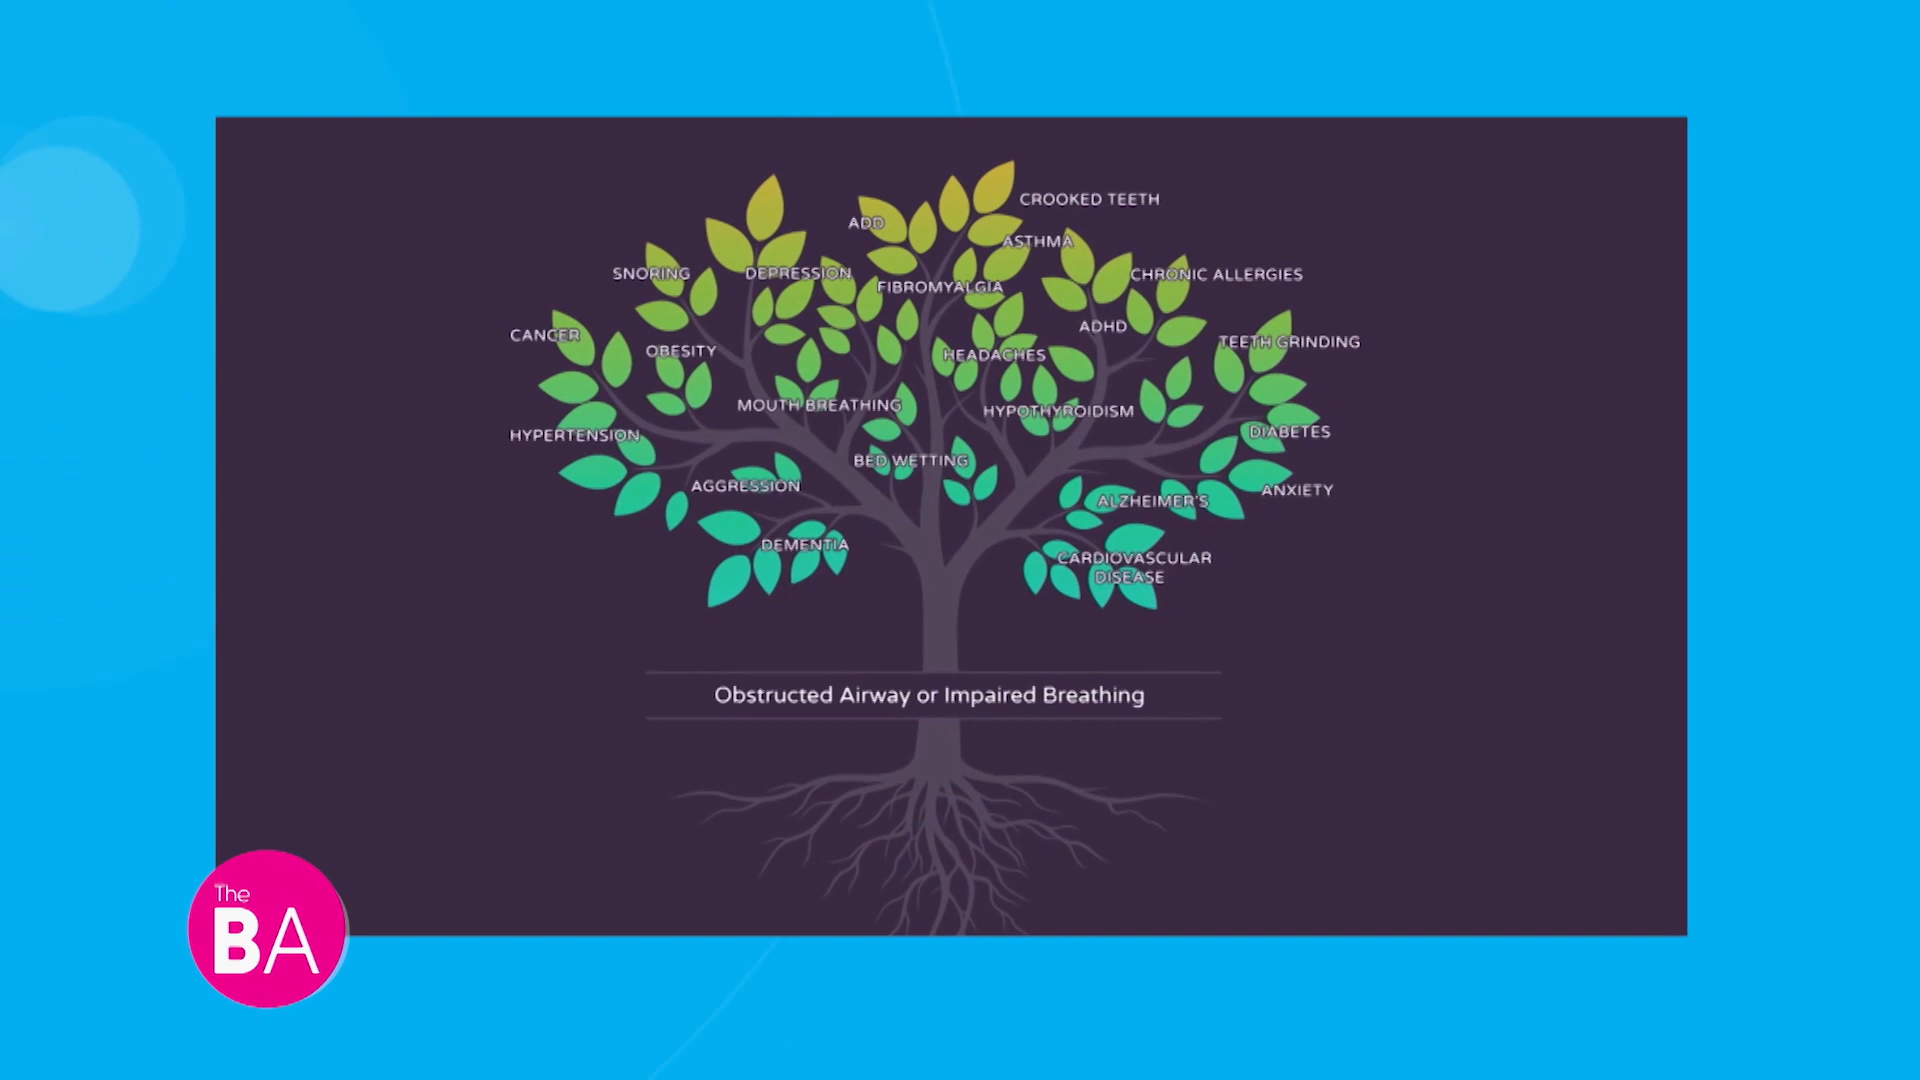 CROOKED TEETH
ADD
ASTHMA
SNORING
DEPRESSION
CHRONIC ALLERGIES
FIBROMYALGIA
ADHD
CANCER
TEETH GRINDING
OBESITY
HEADACHES
MOUTH BREATHING
HYPOTHYROIDISM
HYPERTENSION
DIABETES
BED WETTING
AGGRESSION
ANXIETY
ALZHEIMER'S
DEMENTIA
CARDIOVASCULAR
DISEASE
Obstructed Airway or Impaired Breathing
The
BA